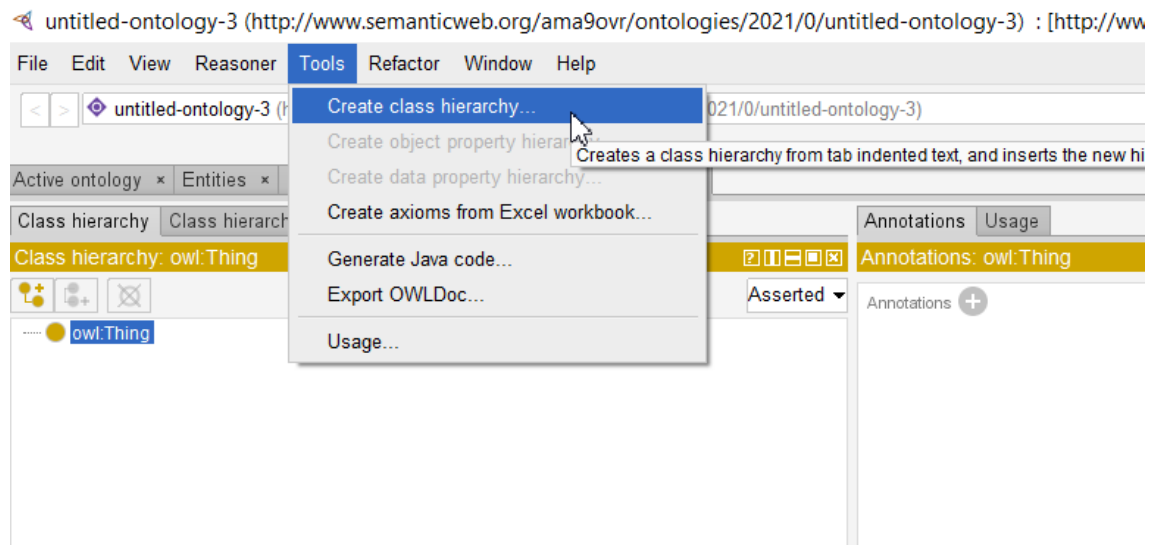 untitled-ontology-3 (http://www.semanticweb.org/ama9ovr/ontologies/2021/0/untitled-ontology-3) : [http://ww
File Edit View Reasoner Tools Refactor Window Help
< > untitled-ontology-3 (h 021/0/untitled-ontology-3)
Create class hierarchy...
Create object property hierar
Creates a class hierarchy from tab indented text, and inserts the new hi
Active ontology × Entities ×
Create data property hierarchy...
Class hierarchy Class hierarch
Create axioms from Excel workbook...
Annotations Usage
Class hierarchy: owl:Thing
Generate Java code...
Annotations: owl:Thing
Export OWLDoc...
Asserted
Annotations
owl:Thing
Usage...